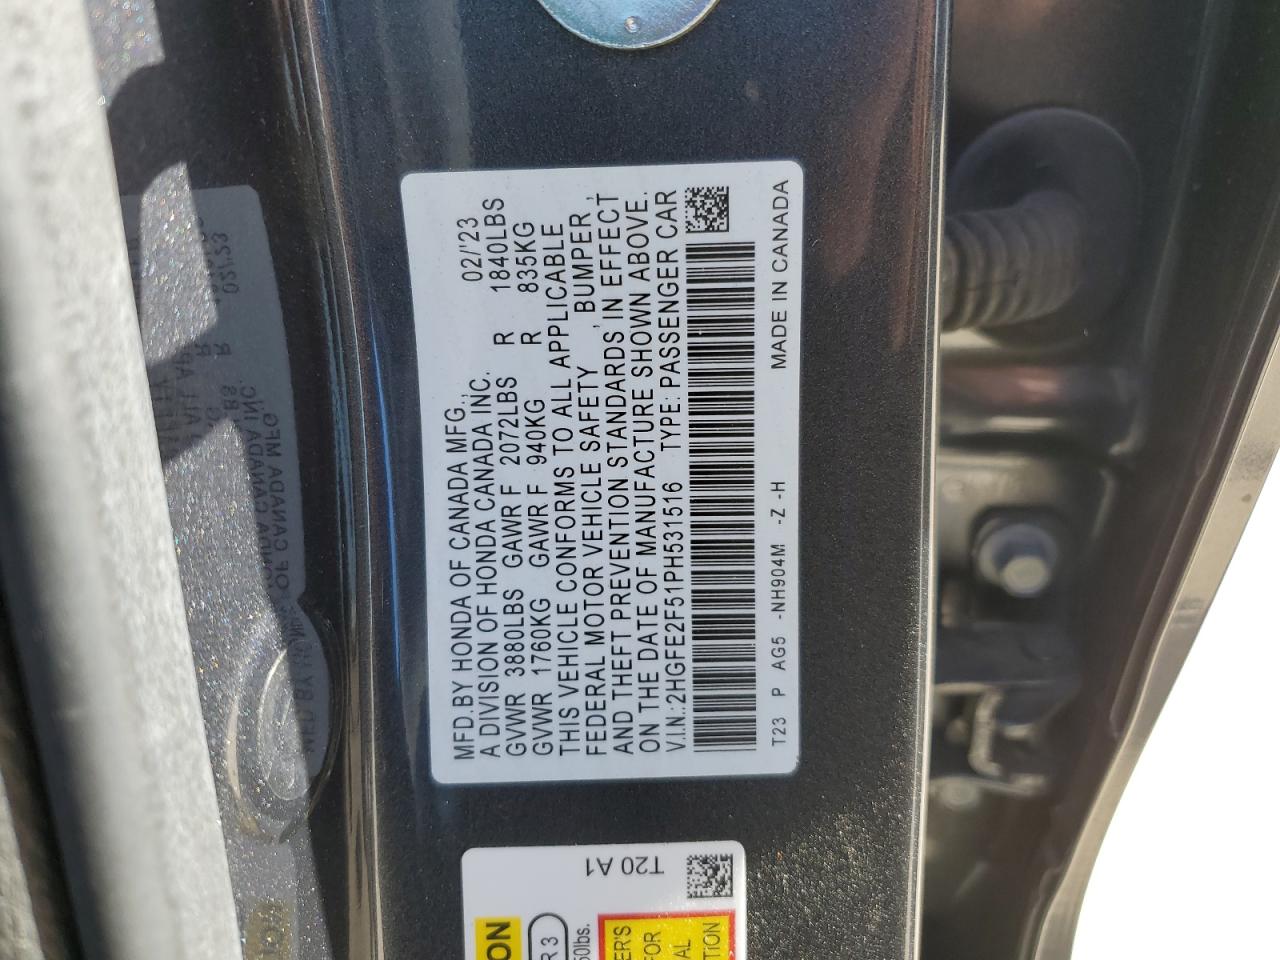 MFD.BY HONDA OF CANADA MFG., 02/'23
A DIVISION OF HONDA CANADA INC.
GVWR 3880LBS GAWR F 2072LBS R 1840LBS
GVWR 1760KG GAWR F 940KG R 835KG
THIS VEHICLE CONFORMS TO ALL APPLICABLE
FEDERAL MOTOR VEHICLE SAFETY , BUMPER ,
AND THEFT PREVENTION STANDARDS IN EFFECT
ON THE DATE OF MANUFACTURE SHOWN ABOVE.
V.I.N.: 2HGFE2F51PH531516 TYPE: PASSENGER CAR
T23 P AG5 -NH904M -Z -H MADE IN CANADA
T20 A1
R 3